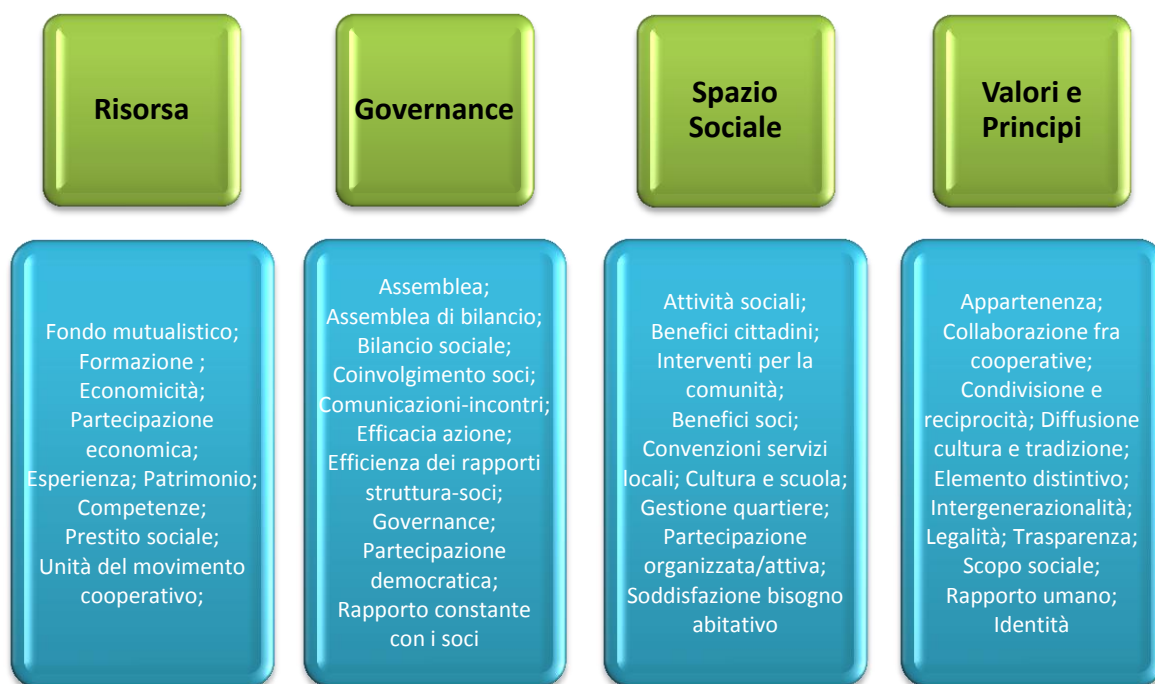 Risorsa
Governance
Spazio
Sociale
Valori e
Principi
Fondo mutualistico;
Formazione ;
Economicità;
Partecipazione
economica;
Esperienza; Patrimonio;
Competenze;
Prestito sociale;
Unità del movimento
cooperativo;
Assemblea;
Assemblea di bilancio;
Bilancio sociale;
Coinvolgimento soci;
Comunicazioni-incontri;
Efficacia azione;
Efficienza dei rapporti
struttura-soci;
Governance;
Partecipazione
democratica;
Rapporto constante
con i soci
Attività sociali;
Benefici cittadini;
Interventi per la
comunità;
Benefici soci;
Convenzioni servizi
locali; Cultura e scuola;
Gestione quartiere;
Partecipazione
organizzata/attiva;
Soddisfazione bisogno
abitativo
Appartenenza;
Collaborazione fra
cooperative;
Condivisione e
reciprocità; Diffusione
cultura e tradizione;
Elemento distintivo;
Intergenerazionalità;
Legalità; Trasparenza;
Scopo sociale;
Rapporto umano;
Identità